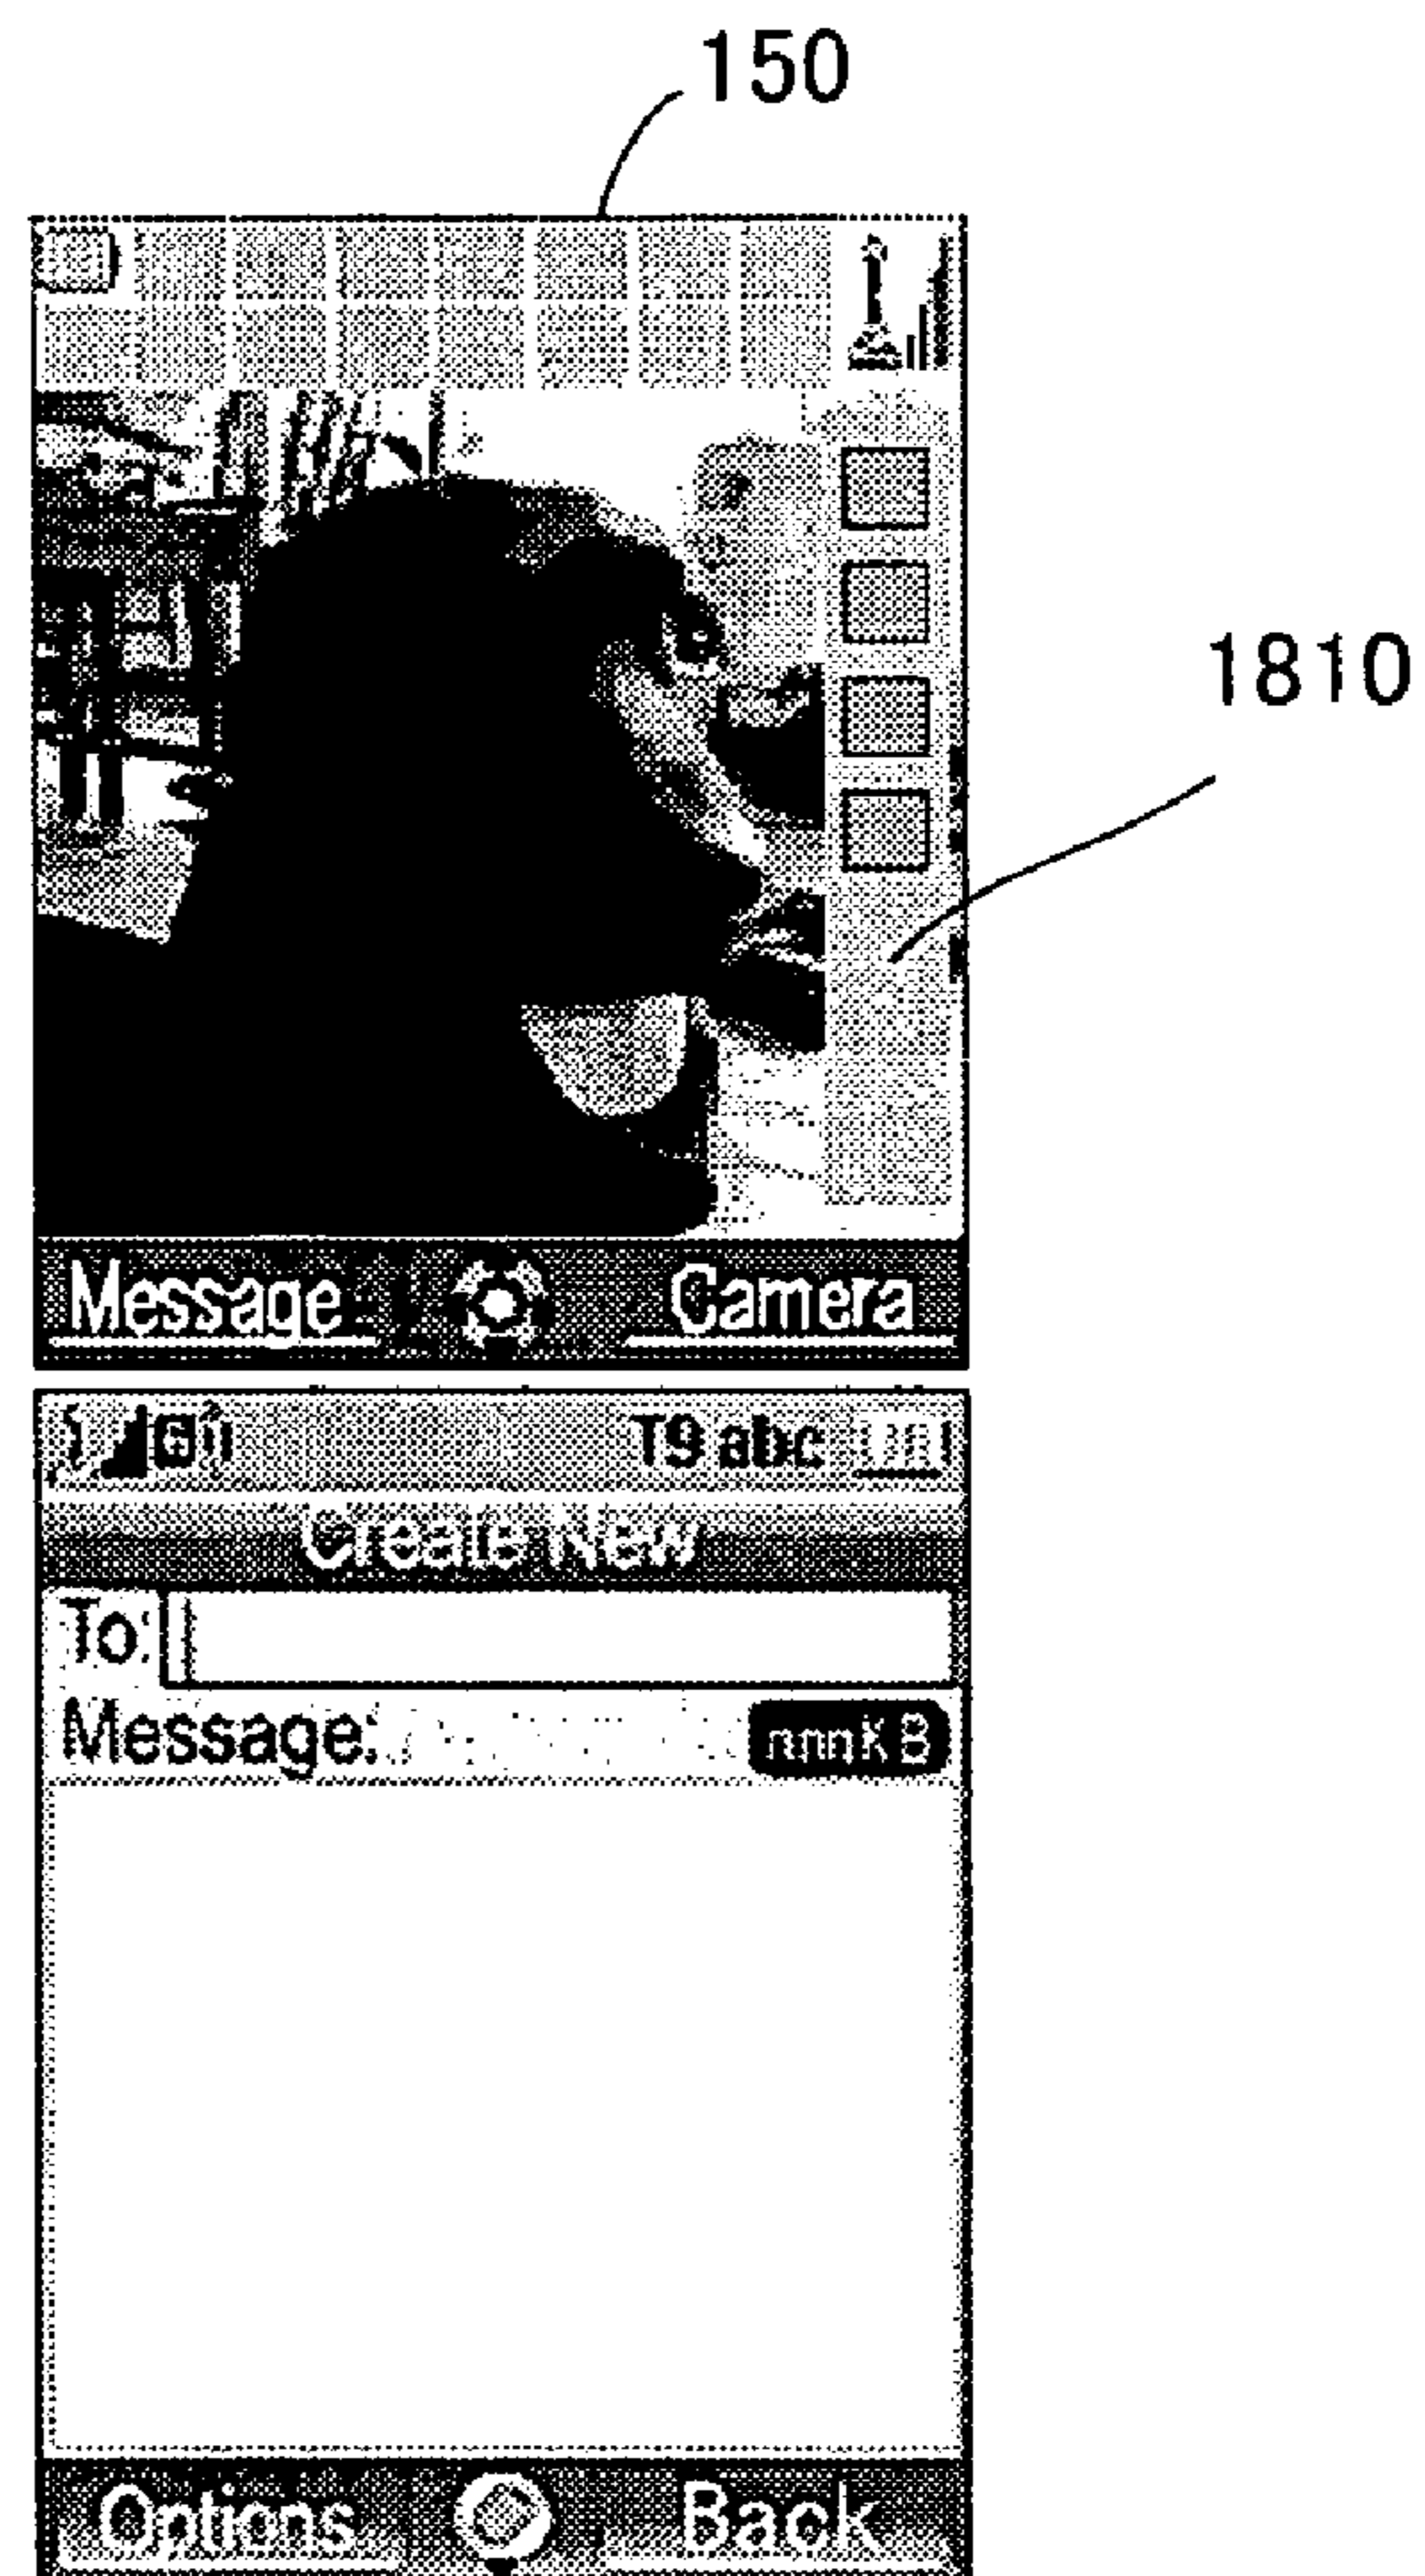 150
1810
Message Camera
T9 abc
Create New
To:
Message: nnnKB
Options Back